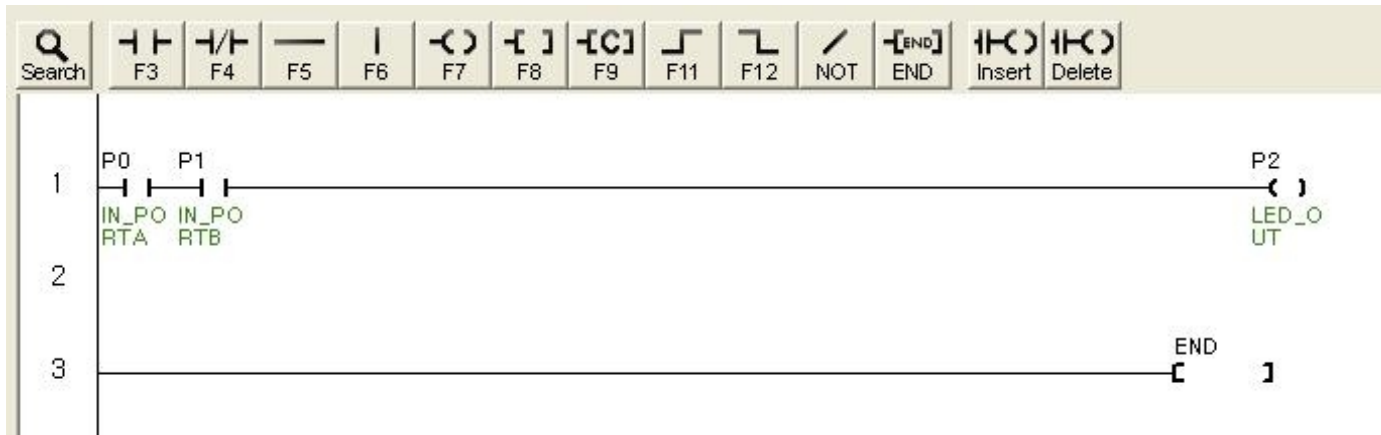 Search F3 F4 F5 F6 F7 F8 [C] F9 F11 F12 NOT [END] END Insert Delete
P0 P1 P2
1
IN_PO IN_PO LED_O
RTA RTB UT
2
END
3